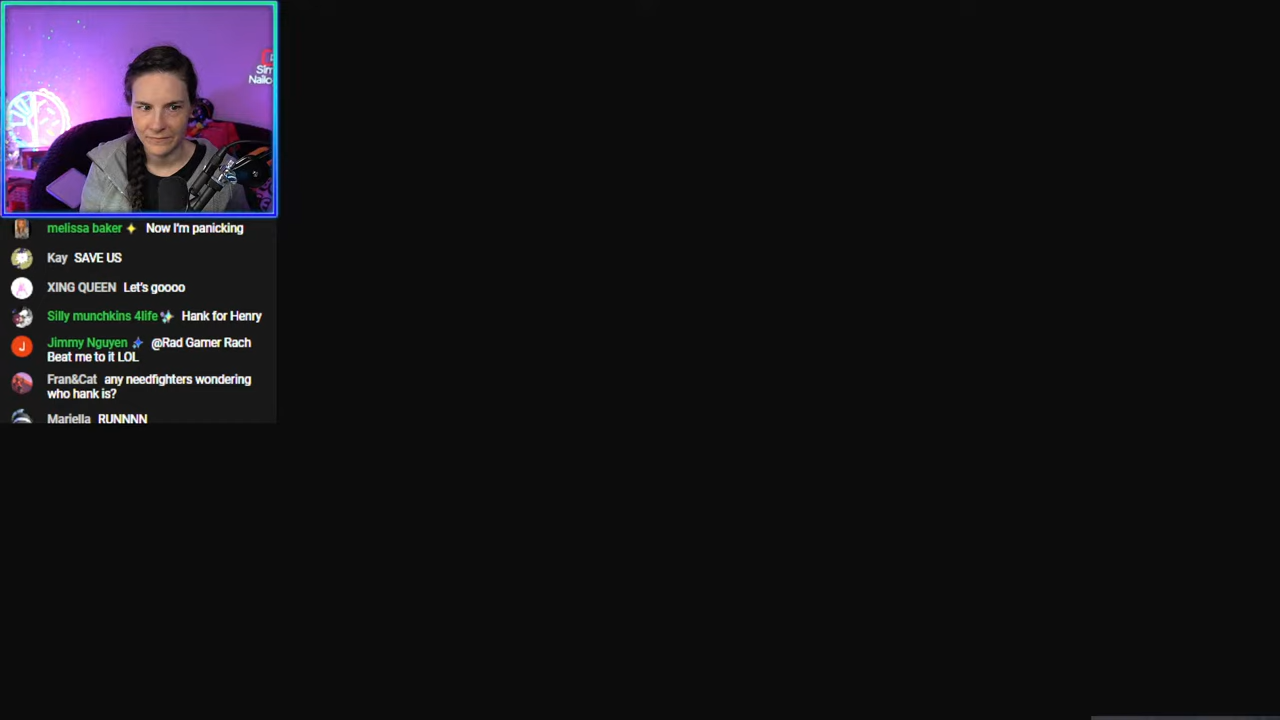 melissa baker Now I'm panicking
Kay SAVE US
XING QUEEN Let's goooo
Silly munchkins 4life Hank for Henry
Jimmy Nguyen @Rad Gamer Rach
Beat me to it LOL
Fran&Cat any needfighters wondering
who hank is?
Mariella RUNNNN